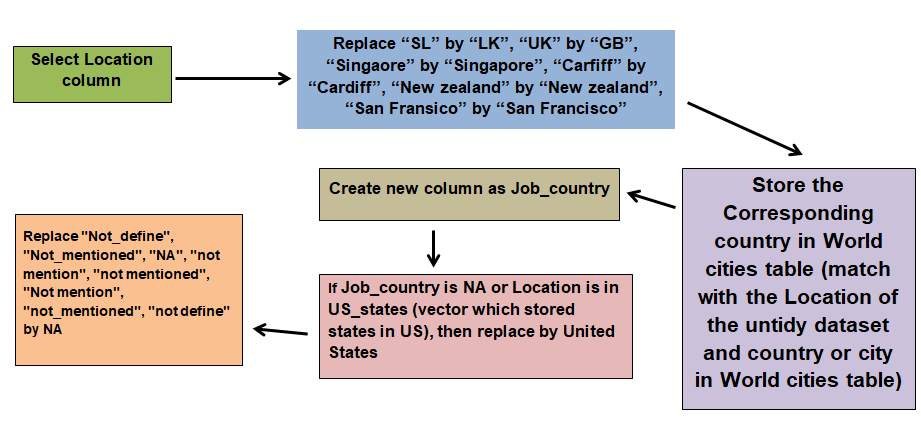 Select Location
column
Replace “SL” by “LK”, “UK” by “GB”,
“Singaore” by “Singapore”, “Carfiff” by
“Cardiff”, “New zealand” by “New zealand”,
“San Fransico” by “San Francisco”
Store the
Corresponding
country in World
cities table (match
with the Location of
the untidy dataset
and country or city
in World cities table)
Create new column as Job_country
If Job_country is NA or Location is in
US_states (vector which stored
states in US), then replace by United
States
Replace "Not_define",
"Not_mentioned", "NA", "not
mention", "not mentioned",
"Not mention",
"not_mentioned", "not define"
by NA